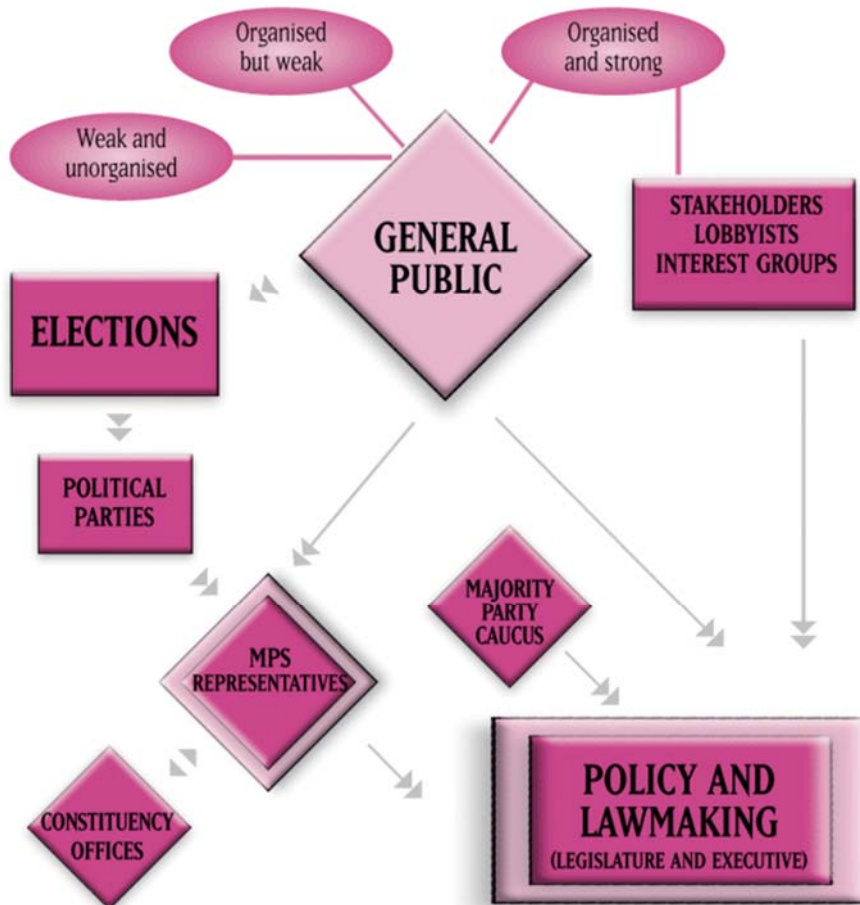 Organised
but weak
Organised
and strong
Weak and
unorganised
GENERAL
PUBLIC
STAKEHOLDERS
LOBBYISTS
INTEREST GROUPS
ELECTIONS
POLITICAL
PARTIES
MAJORITY
PARTY
CAUCUS
MPS
REPRESENTATIVES
CONSTITUENCY
OFFICES
POLICY AND
LAWMAKING
(LEGISLATURE AND EXECUTIVE)